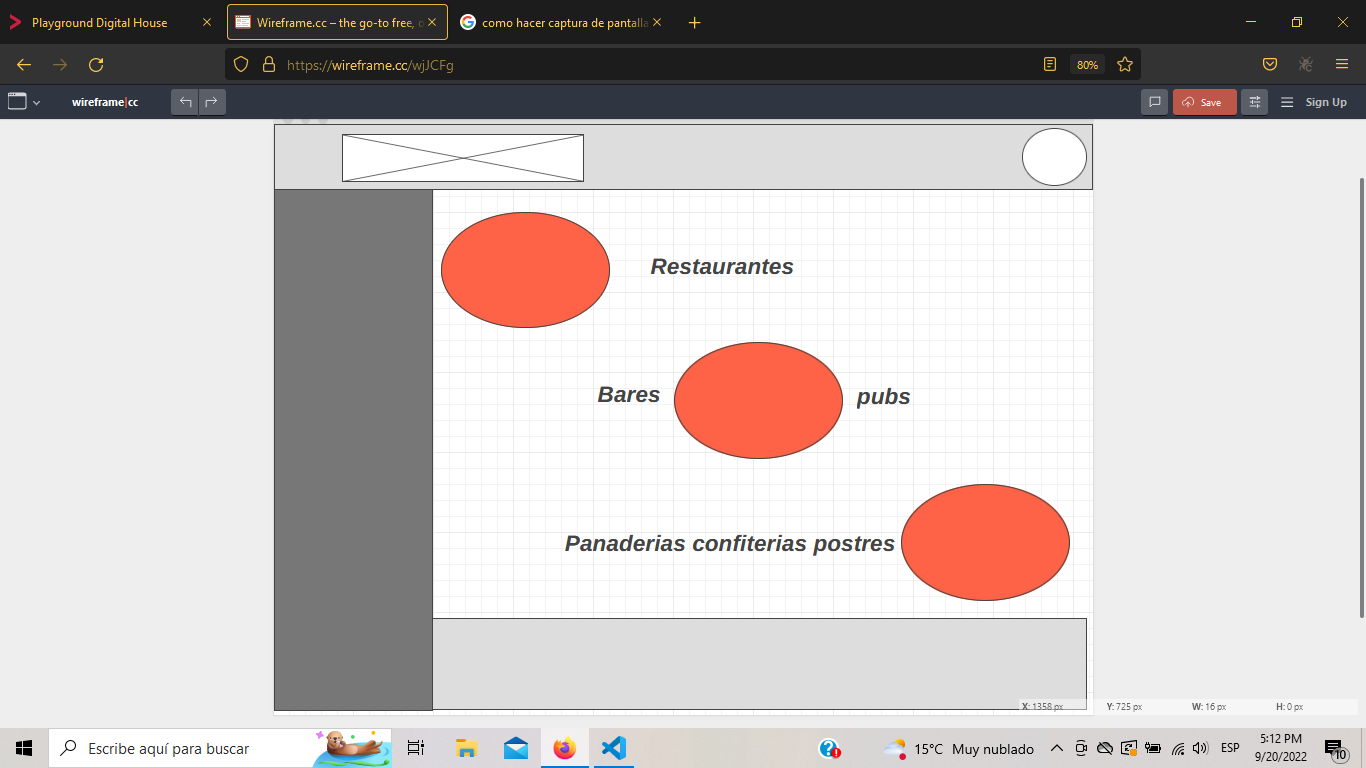 Playground Digital House
Wireframe.cc – the go-to free, o
como hacer captura de pantalla
https://wireframe.cc/wjJCFg
80%
wireframe|cc
Save
Sign Up
Restaurantes
Bares
pubs
Panaderias confiterias postres
X: 1358 px
Y: 725 px
W: 16 px
H: 0 px
Escribe aquí para buscar
15°C Muy nublado
ESP
5:12 PM
9/20/2022
10